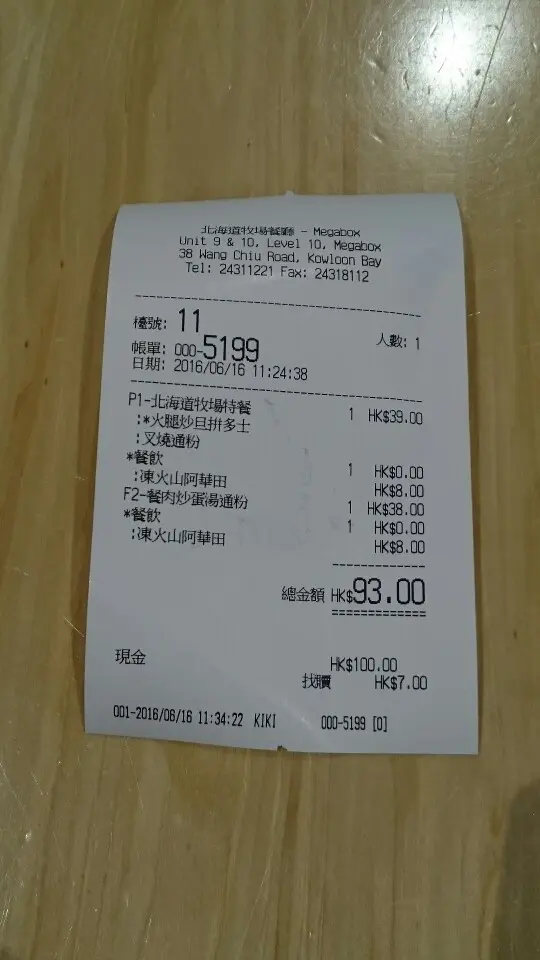 北海道牧場餐廳 - Megabox
Unit 9 & 10, Level 10, Megabox
38 Wang Chiu Road, Kowloon Bay
Tel: 24311221 Fax: 24318112
檯號: 11 人數: 1
帳單: 000-5199
日期: 2016/06/16 11:24:38
P1-北海道牧場特餐 1 HK$39.00
:*火腿炒旦拼多士
:叉燒通粉
*餐飲 1 HK$0.00
:凍火山阿華田 HK$8.00
F2-餐肉炒蛋湯通粉 1 HK$38.00
*餐飲 1 HK$0.00
:凍火山阿華田 HK$8.00
總金額 HK$93.00
現金 HK$100.00
找贖 HK$7.00
001-2016/06/16 11:34:22 KIKI 000-5199 [0]